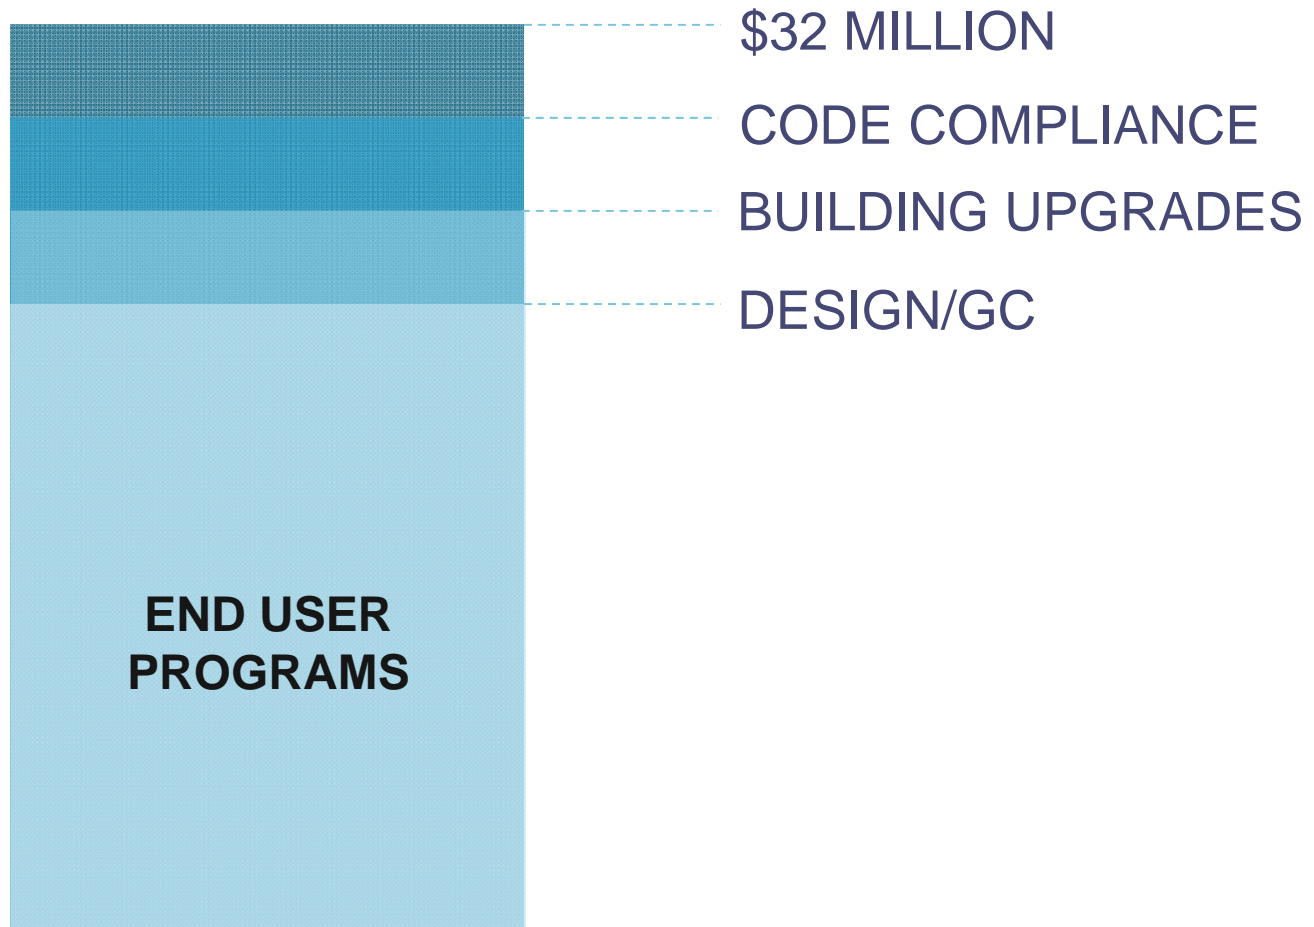 $32 MILLION
CODE COMPLIANCE
BUILDING UPGRADES
DESIGN/GC
END USER
PROGRAMS